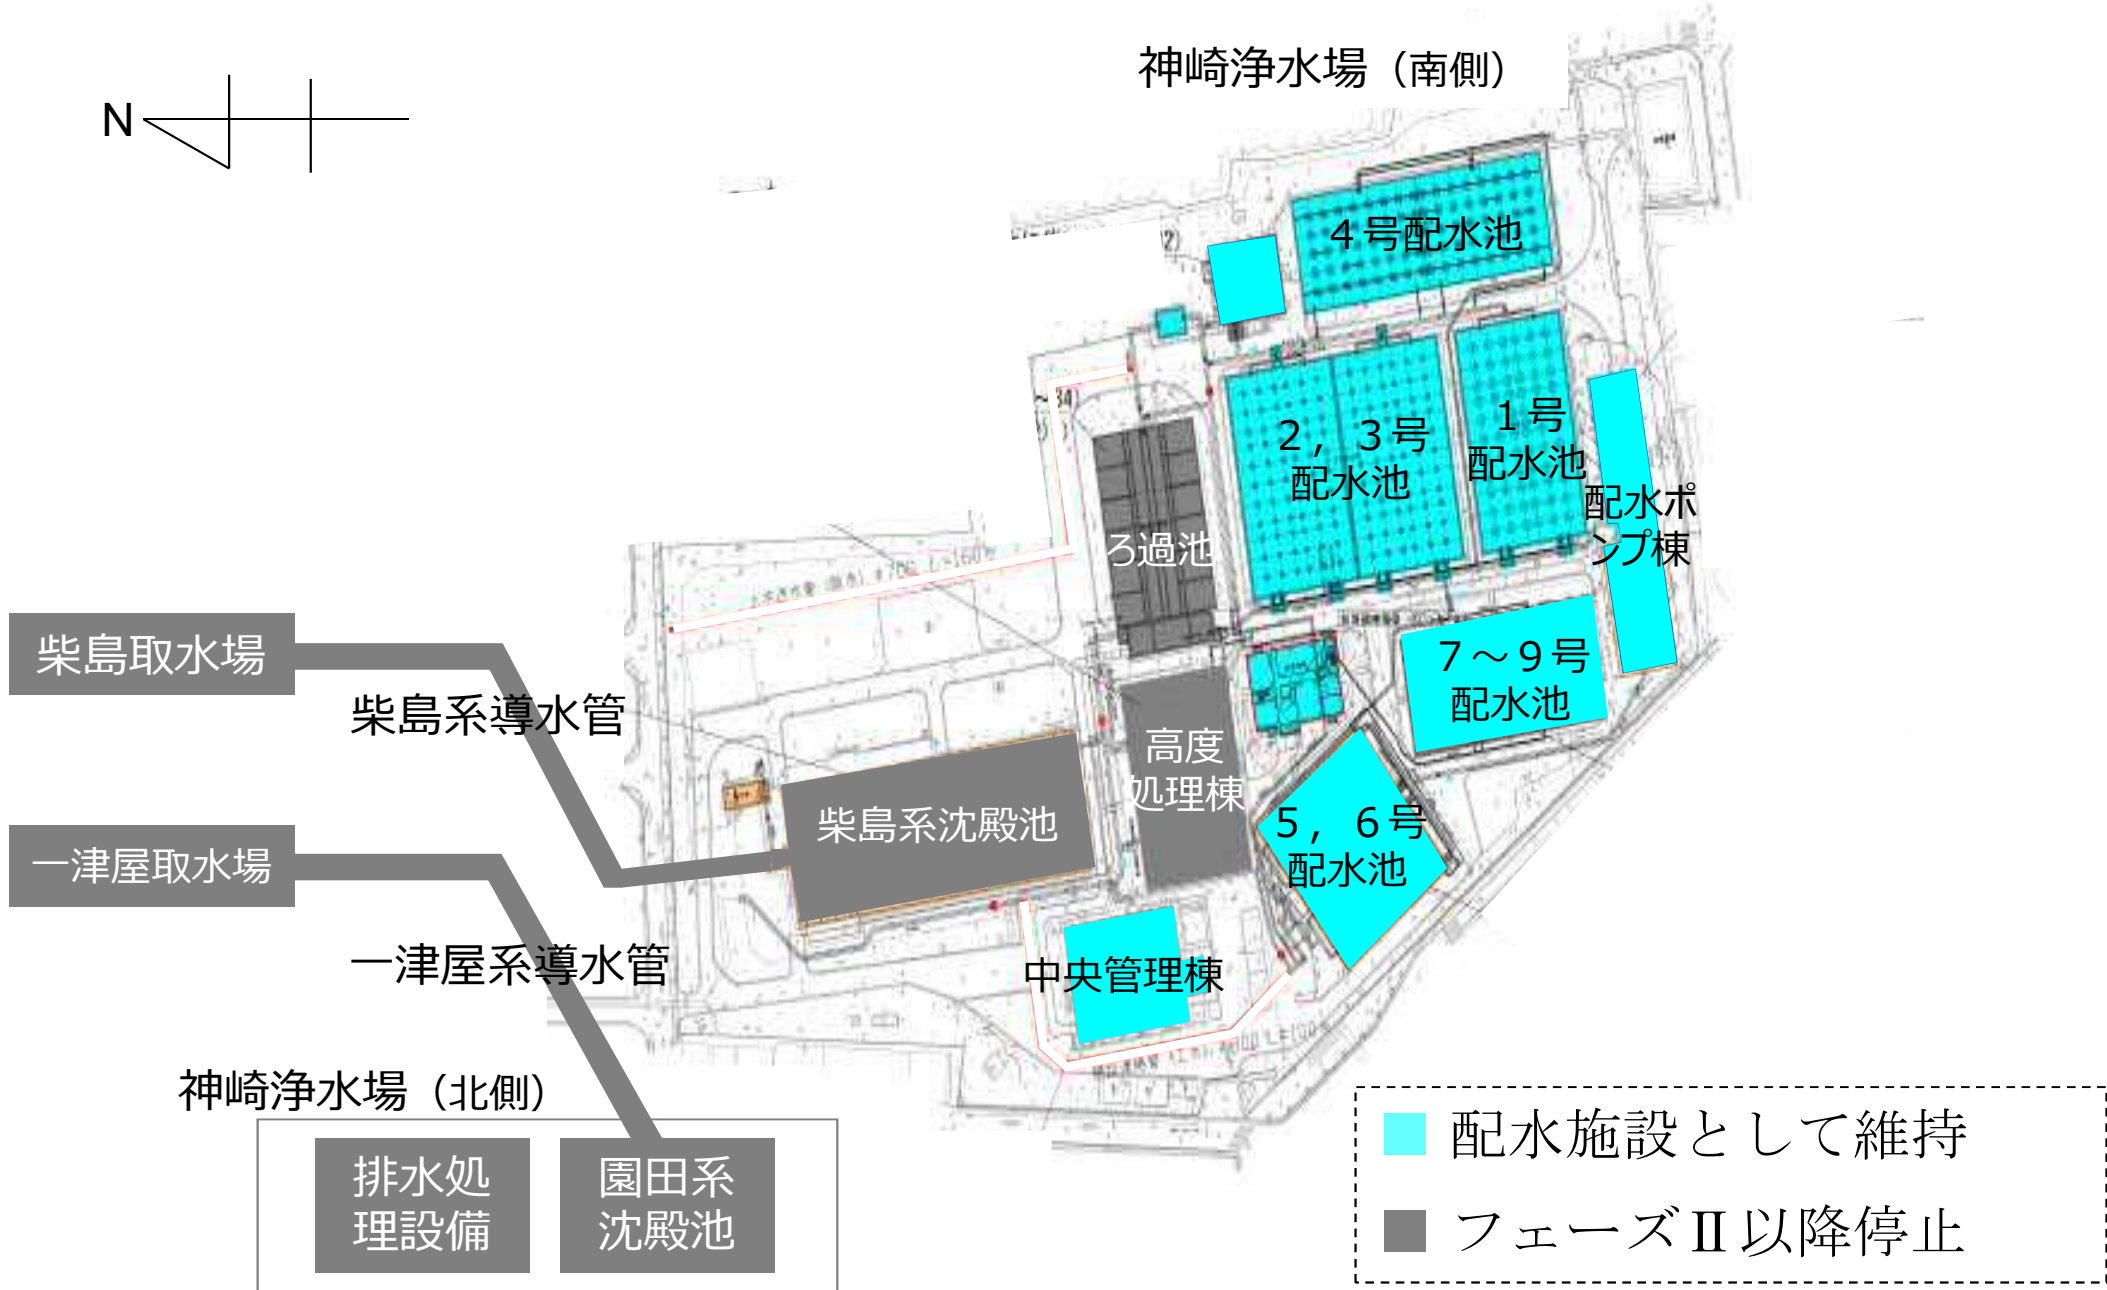 神崎浄水場（南側）
N
４号配水池
２，３号
配水池
１号
配水池
配水ポ
ンプ棟
ろ過池
柴島取水場
柴島系導水管
７～９号
配水池
高度
処理棟
柴島系沈殿池
５，６号
配水池
一津屋取水場
一津屋系導水管
中央管理棟
神崎浄水場（北側）
排水処
理設備
園田系
沈殿池
配水施設として維持
フェーズⅡ以降停止